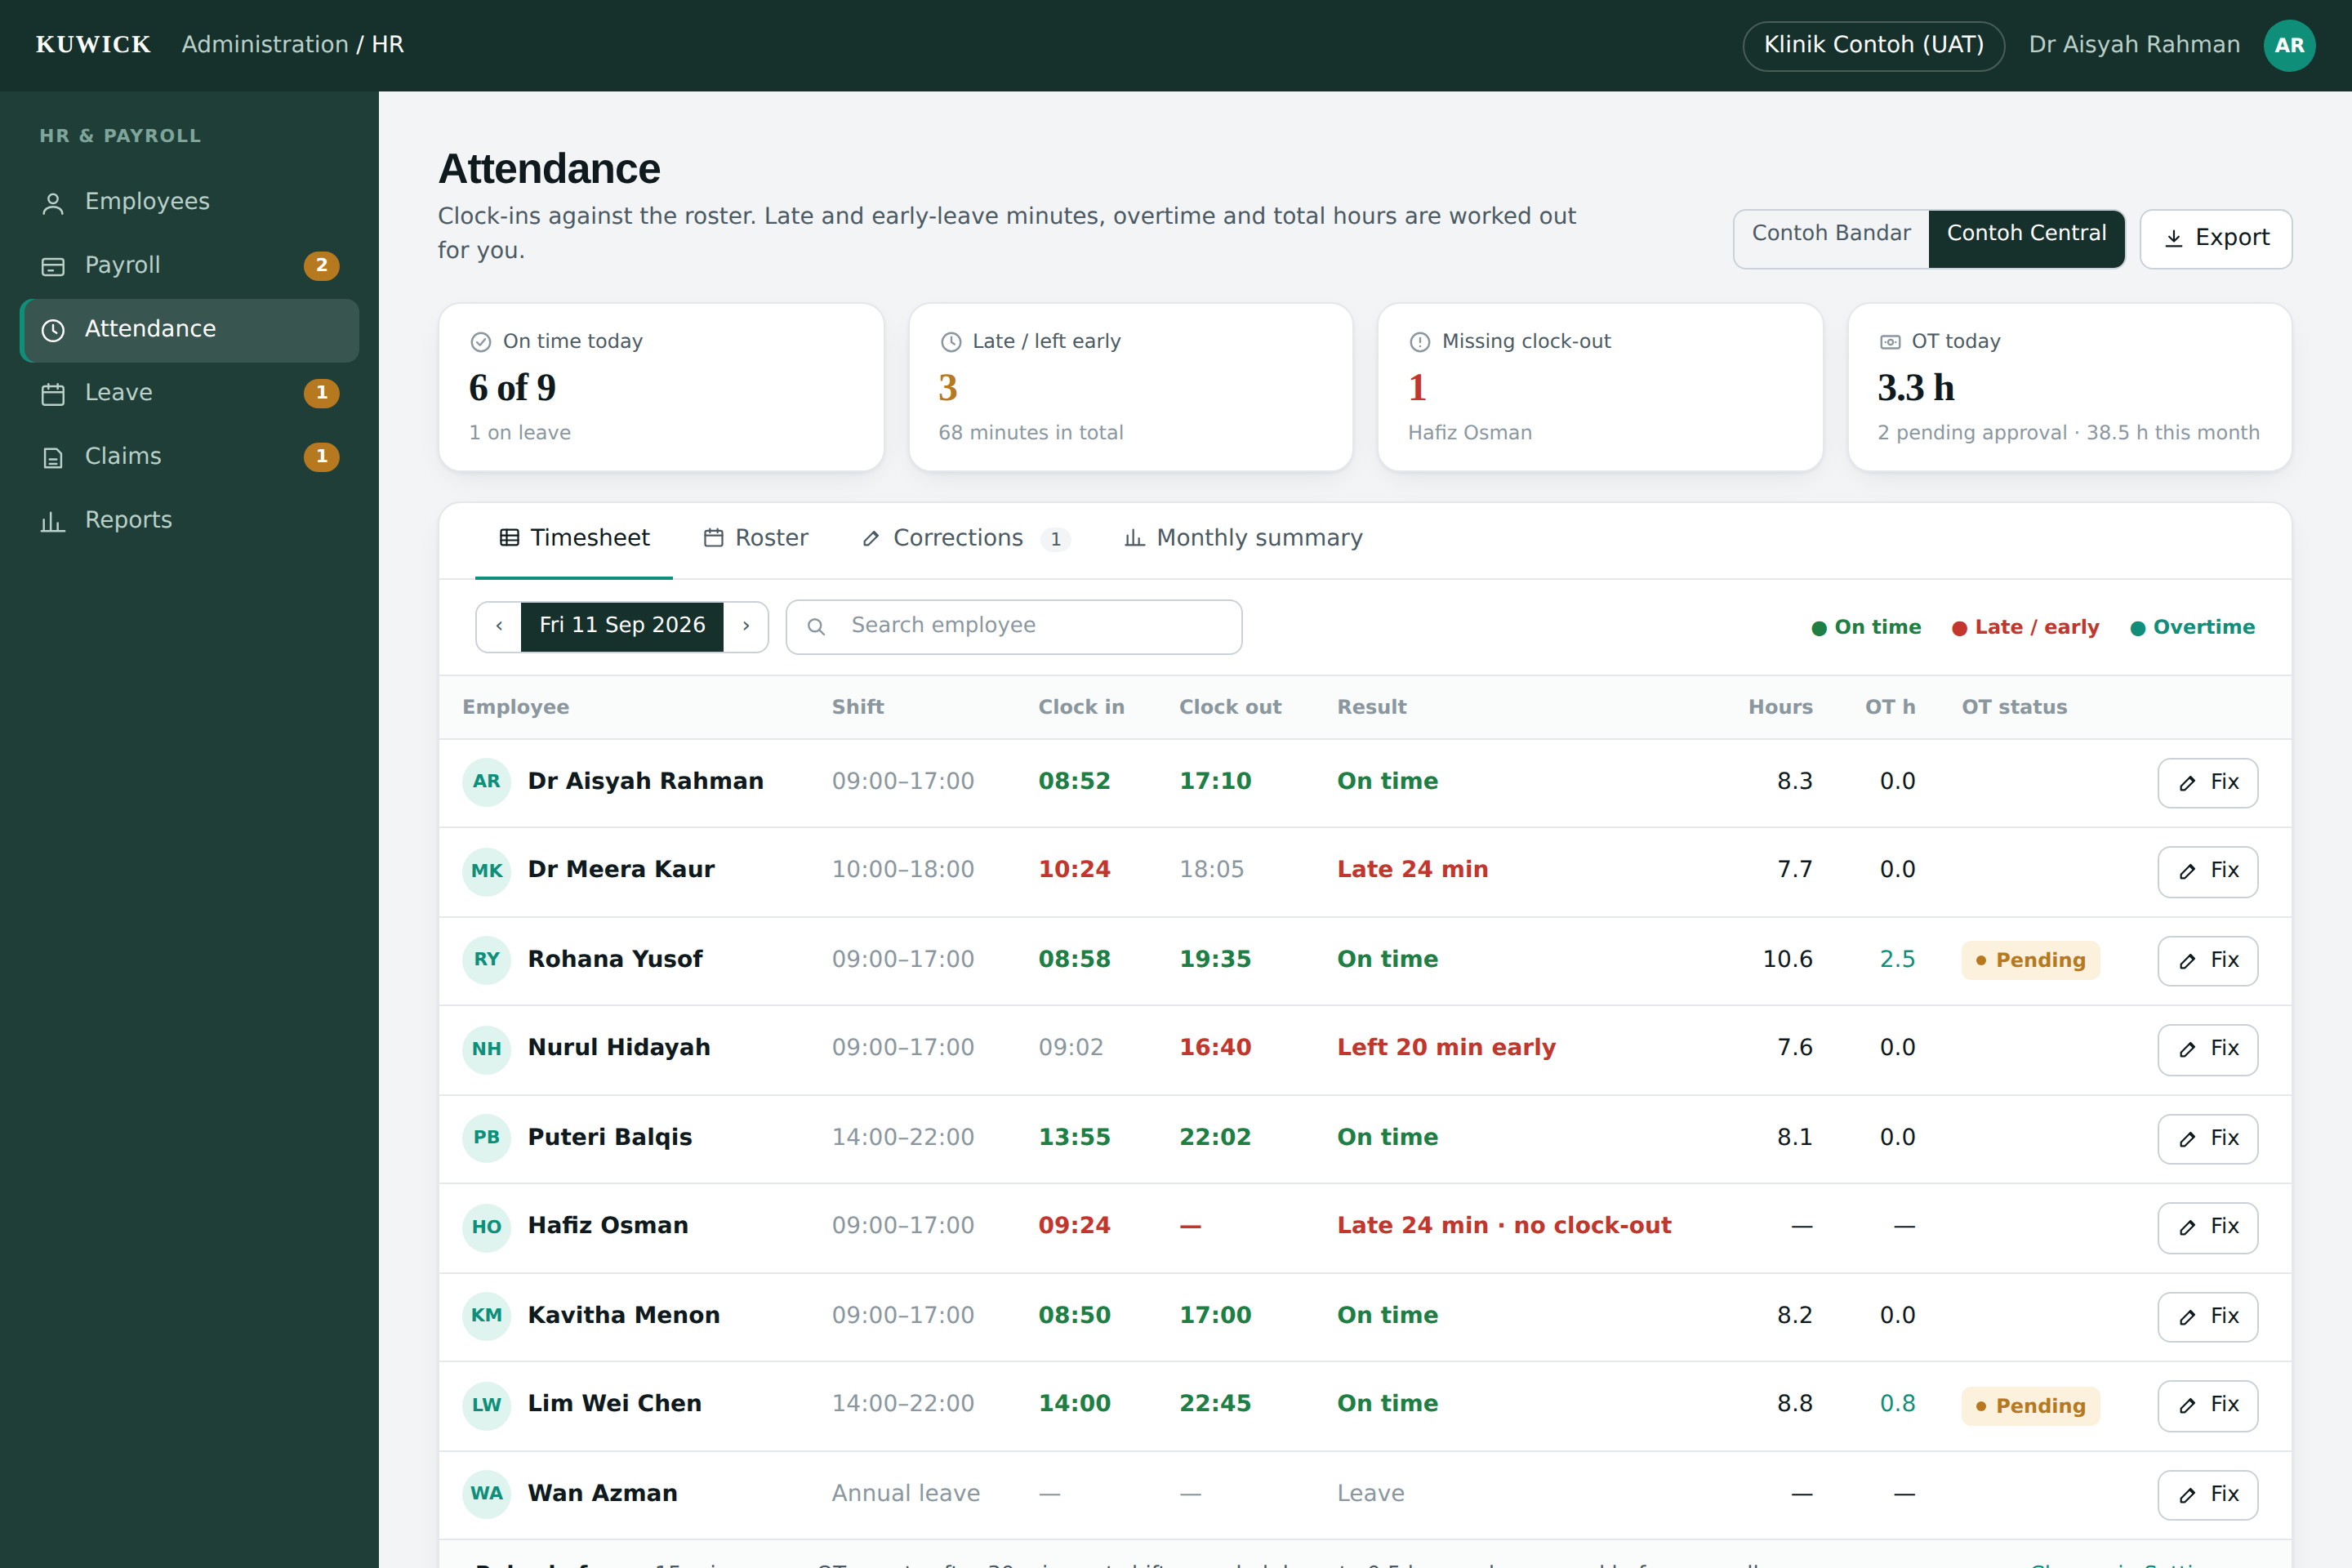 KUWICK Administration / HR Klinik Contoh (UAT) Dr Aisyah Rahman AR
HR & PAYROLL
Employees
Payroll 2
Attendance
Leave 1
Claims 1
Reports
Attendance
Clock-ins against the roster. Late and early-leave minutes, overtime and total hours are worked out
for you.
Contoh Bandar Contoh Central Export
On time today
6 of 9
1 on leave
Late / left early
3
68 minutes in total
Missing clock-out
1
Hafiz Osman
OT today
3.3 h
2 pending approval · 38.5 h this month
Timesheet Roster Corrections 1 Monthly summary
‹ Fri 11 Sep 2026 › Search employee ● On time ● Late / early ● Overtime
Employee Shift Clock in Clock out Result Hours OT h OT status
AR Dr Aisyah Rahman 09:00–17:00 08:52 17:10 On time 8.3 0.0 Fix
MK Dr Meera Kaur 10:00–18:00 10:24 18:05 Late 24 min 7.7 0.0 Fix
RY Rohana Yusof 09:00–17:00 08:58 19:35 On time 10.6 2.5 Pending Fix
NH Nurul Hidayah 09:00–17:00 09:02 16:40 Left 20 min early 7.6 0.0 Fix
PB Puteri Balqis 14:00–22:00 13:55 22:02 On time 8.1 0.0 Fix
HO Hafiz Osman 09:00–17:00 09:24 — Late 24 min · no clock-out — — Fix
KM Kavitha Menon 09:00–17:00 08:50 17:00 On time 8.2 0.0 Fix
LW Lim Wei Chen 14:00–22:00 14:00 22:45 On time 8.8 0.8 Pending Fix
WA Wan Azman Annual leave — — Leave — — Fix